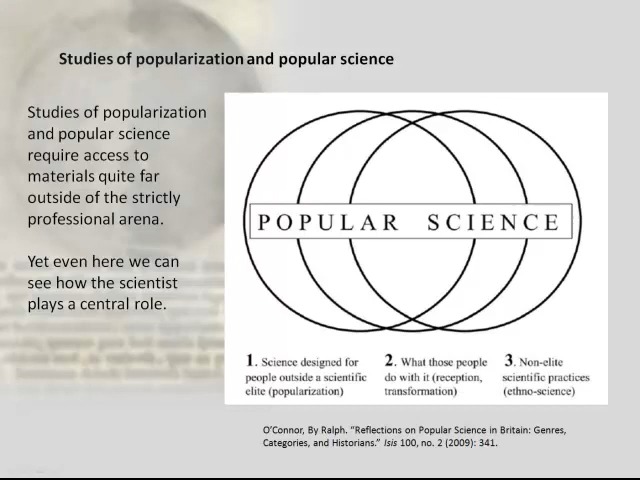 Studies of popularization and popular science
Studies of popularization
and popular science
require access to
materials quite far
outside of the strictly
professional arena.
Yet even here we can
see how the scientist
plays a central role.
POPULAR SCIENCE
1. Science designed for
people outside a scientific
elite (popularization)
2. What those people
do with it (reception,
transformation)
3. Non-elite
scientific practices
(ethno-science)
O’Connor, By Ralph. “Reflections on Popular Science in Britain: Genres,
Categories, and Historians.” Isis 100, no. 2 (2009): 341.